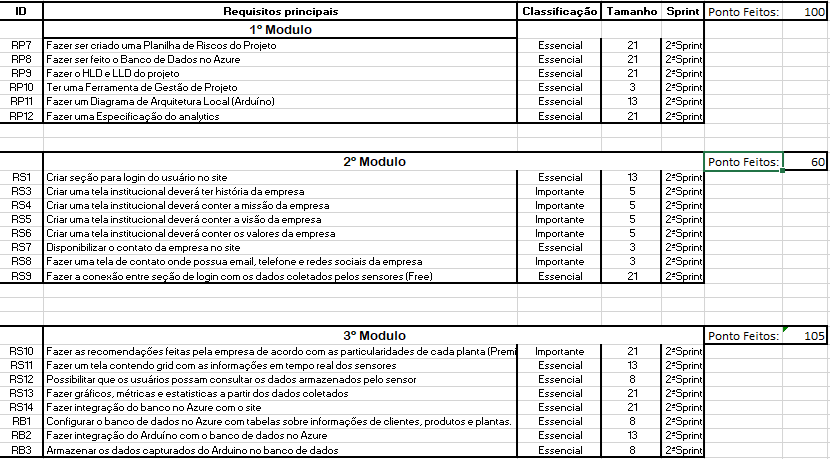 ID Requisitos principais Classificação Tamanho Sprint Ponto Feitos: 100
1º Modulo
RP7 Fazer ser criado uma Planilha de Riscos do Projeto Essencial 21 2ªSprint
RP8 Fazer ser feito o Banco de Dados no Azure Essencial 21 2ªSprint
RP9 Fazer o HLD e LLD do projeto Essencial 21 2ªSprint
RP10 Ter uma Ferramenta de Gestão de Projeto Essencial 3 2ªSprint
RP11 Fazer um Diagrama de Arquitetura Local (Arduíno) Essencial 13 2ªSprint
RP12 Fazer uma Especificação do analytics Essencial 21 2ªSprint
2º Modulo Ponto Feitos: 60
RS1 Criar seção para login do usuário no site Essencial 13 2ªSprint
RS3 Criar uma tela institucional deverá ter história da empresa Importante 5 2ªSprint
RS4 Criar uma tela institucional deverá conter a missão da empresa Importante 5 2ªSprint
RS5 Criar uma tela institucional deverá conter a visão da empresa Importante 5 2ªSprint
RS6 Criar uma tela institucional deverá conter os valores da empresa Importante 5 2ªSprint
RS7 Disponibilizar o contato da empresa no site Essencial 3 2ªSprint
RS8 Fazer uma tela de contato onde possua email, telefone e redes sociais da empresa Importante 3 2ªSprint
RS9 Fazer a conexão entre seção de login com os dados coletados pelos sensores (Free) Essencial 21 2ªSprint
3º Modulo Ponto Feitos: 105
RS10 Fazer as recomendações feitas pela empresa de acordo com as particularidades de cada planta (Premi Importante 21 2ªSprint
RS11 Fazer um tela contendo grid com as informações em tempo real dos sensores Essencial 13 2ªSprint
RS12 Possibilitar que os usuários possam consultar os dados armazenados pelo sensor Essencial 8 2ªSprint
RS13 Fazer gráficos, métricas e estatisticas a partir dos dados coletados Essencial 21 2ªSprint
RS14 Fazer integração do banco no Azure com o site Essencial 21 2ªSprint
RB1 Configurar o banco de dados no Azure com tabelas sobre informações de clientes, produtos e plantas. Essencial 8 2ªSprint
RB2 Fazer integração do Arduíno com o banco de dados no Azure Essencial 13 2ªSprint
RB3 Armazenar os dados capturados do Arduino no banco de dados Essencial 8 2ªSprint